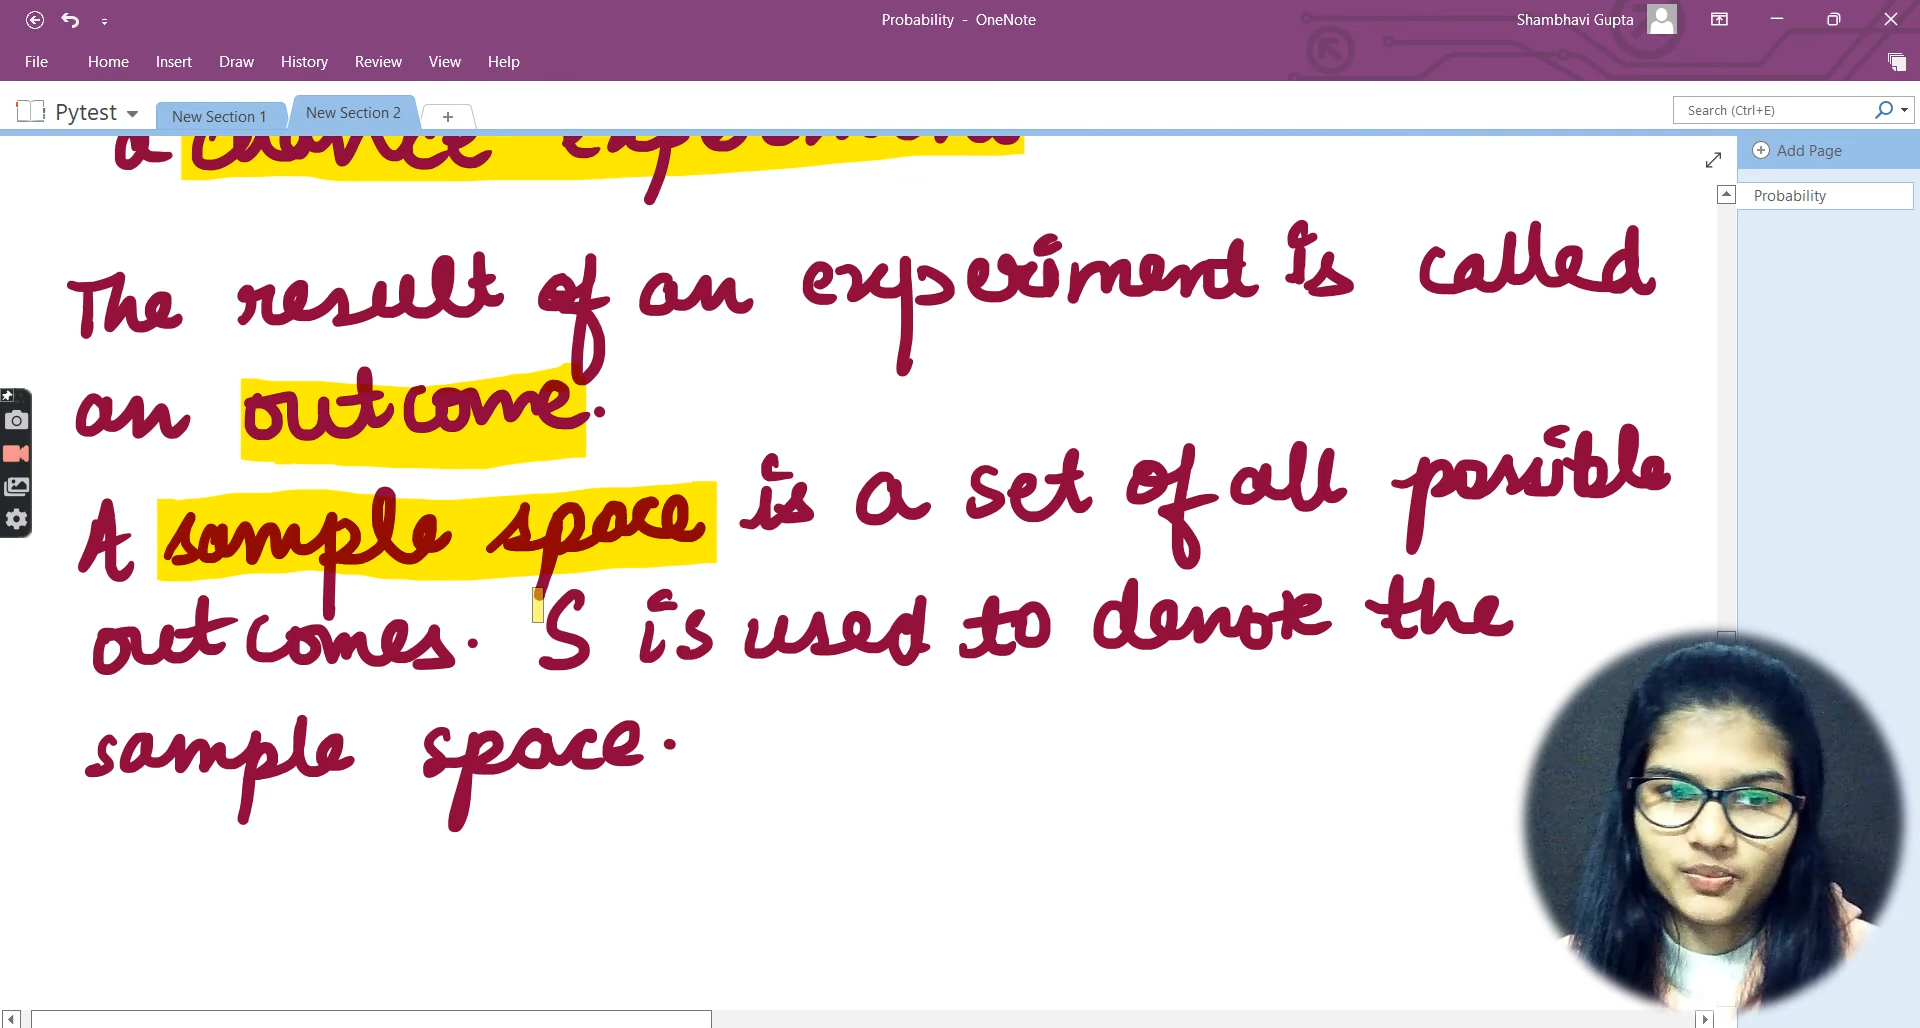 Probability - OneNote
Shambhavi Gupta
File Home Insert Draw History Review View Help
Pytest New Section 1 New Section 2 +
Search (Ctrl+E)
Add Page
Probability
a chance experiment
The result of an experiment is called
an outcome.
A sample space is a set of all possible
outcomes. S is used to denote the
sample space.